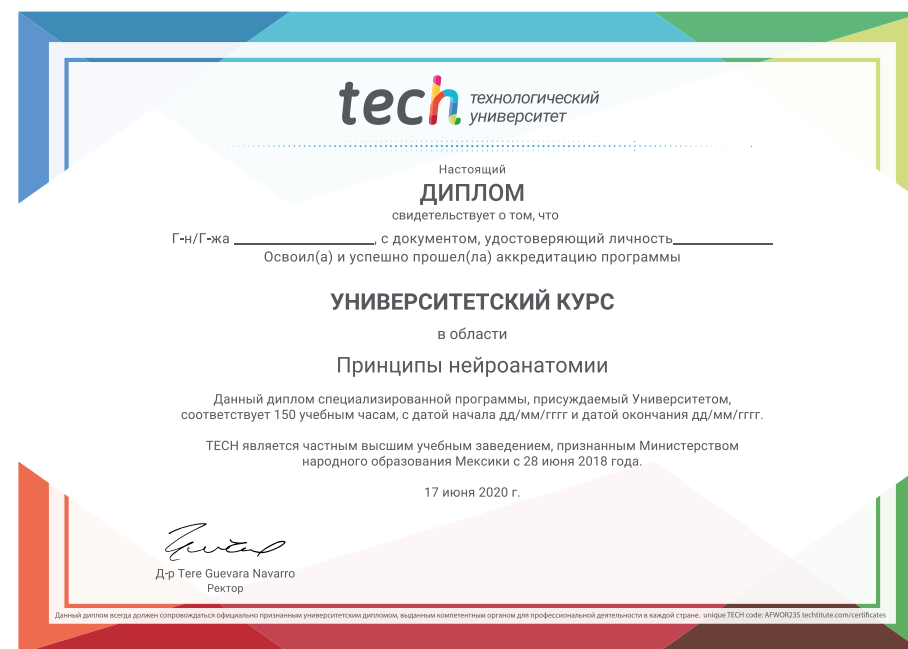 tech технологический
университет
Настоящий
ДИПЛОМ
свидетельствует о том, что
Г-н/Г-жа ____________________, с документом, удостоверяющий личность______________
Освоил(а) и успешно прошел(ла) аккредитацию программы
УНИВЕРСИТЕТСКИЙ КУРС
в области
Принципы нейроанатомии
Данный диплом специализированной программы, присуждаемый Университетом,
соответствует 150 учебным часам, с датой начала дд/мм/гггг и датой окончания дд/мм/гггг.
TECH является частным высшим учебным заведением, признанным Министерством
народного образования Мексики с 28 июня 2018 года.
17 июня 2020 г.
Д-р Tere Guevara Navarro
Ректор
Данный диплом всегда должен сопровождаться официально признанным университетским дипломом, выданным компетентным органом для профессиональной деятельности в каждой стране. unique TECH code: AFWOR23S techtitute.com/certificates